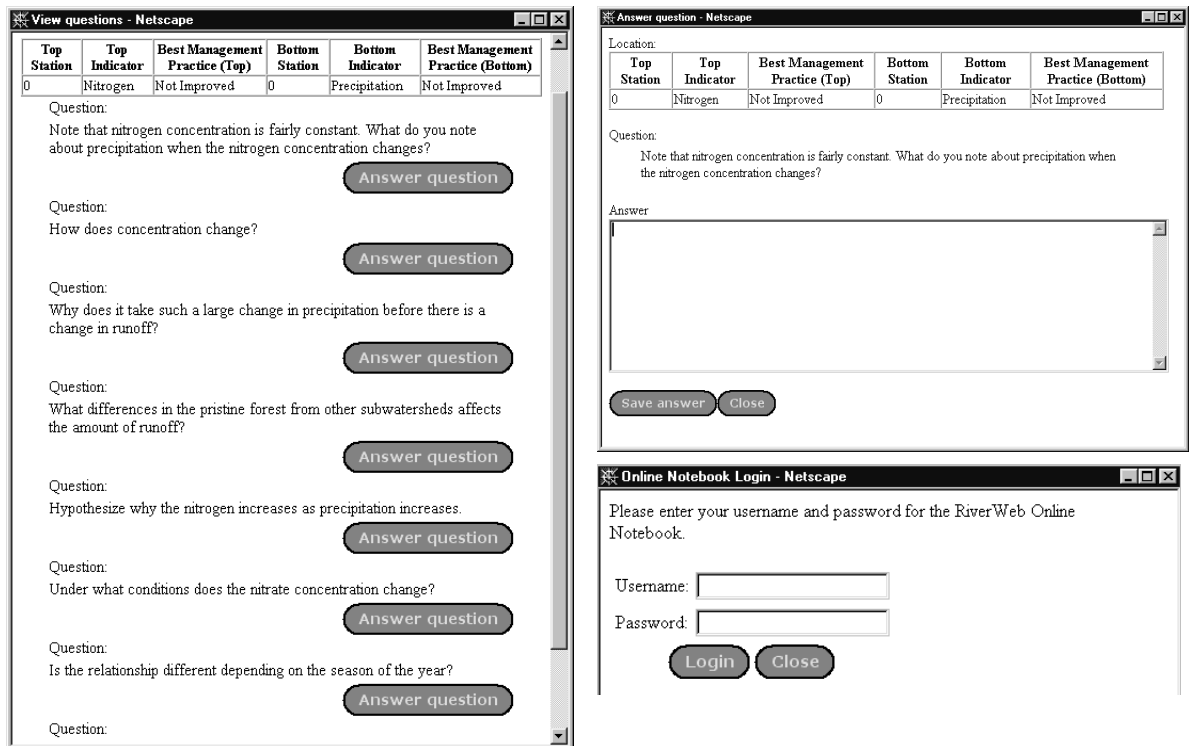 View questions - Netscape
Top Station Top Indicator Best Management Practice (Top) Bottom Station Bottom Indicator Best Management Practice (Bottom)
0 Nitrogen Not Improved 0 Precipitation Not Improved
Question:
Note that nitrogen concentration is fairly constant. What do you note
about precipitation when the nitrogen concentration changes?
Answer question
Question:
How does concentration change?
Answer question
Question:
Why does it take such a large change in precipitation before there is a
change in runoff?
Answer question
Question:
What differences in the pristine forest from other subwatersheds affects
the amount of runoff?
Answer question
Question:
Hypothesize why the nitrogen increases as precipitation increases.
Answer question
Question:
Under what conditions does the nitrate concentration change?
Answer question
Question:
Is the relationship different depending on the season of the year?
Answer question
Question:
Answer question - Netscape
Location:
Top Station Top Indicator Best Management Practice (Top) Bottom Station Bottom Indicator Best Management Practice (Bottom)
0 Nitrogen Not Improved 0 Precipitation Not Improved
Question:
Note that nitrogen concentration is fairly constant. What do you note about precipitation when
the nitrogen concentration changes?
Answer
Save answer Close
Online Notebook Login - Netscape
Please enter your username and password for the RiverWeb Online
Notebook.
Username:
Password:
Login Close